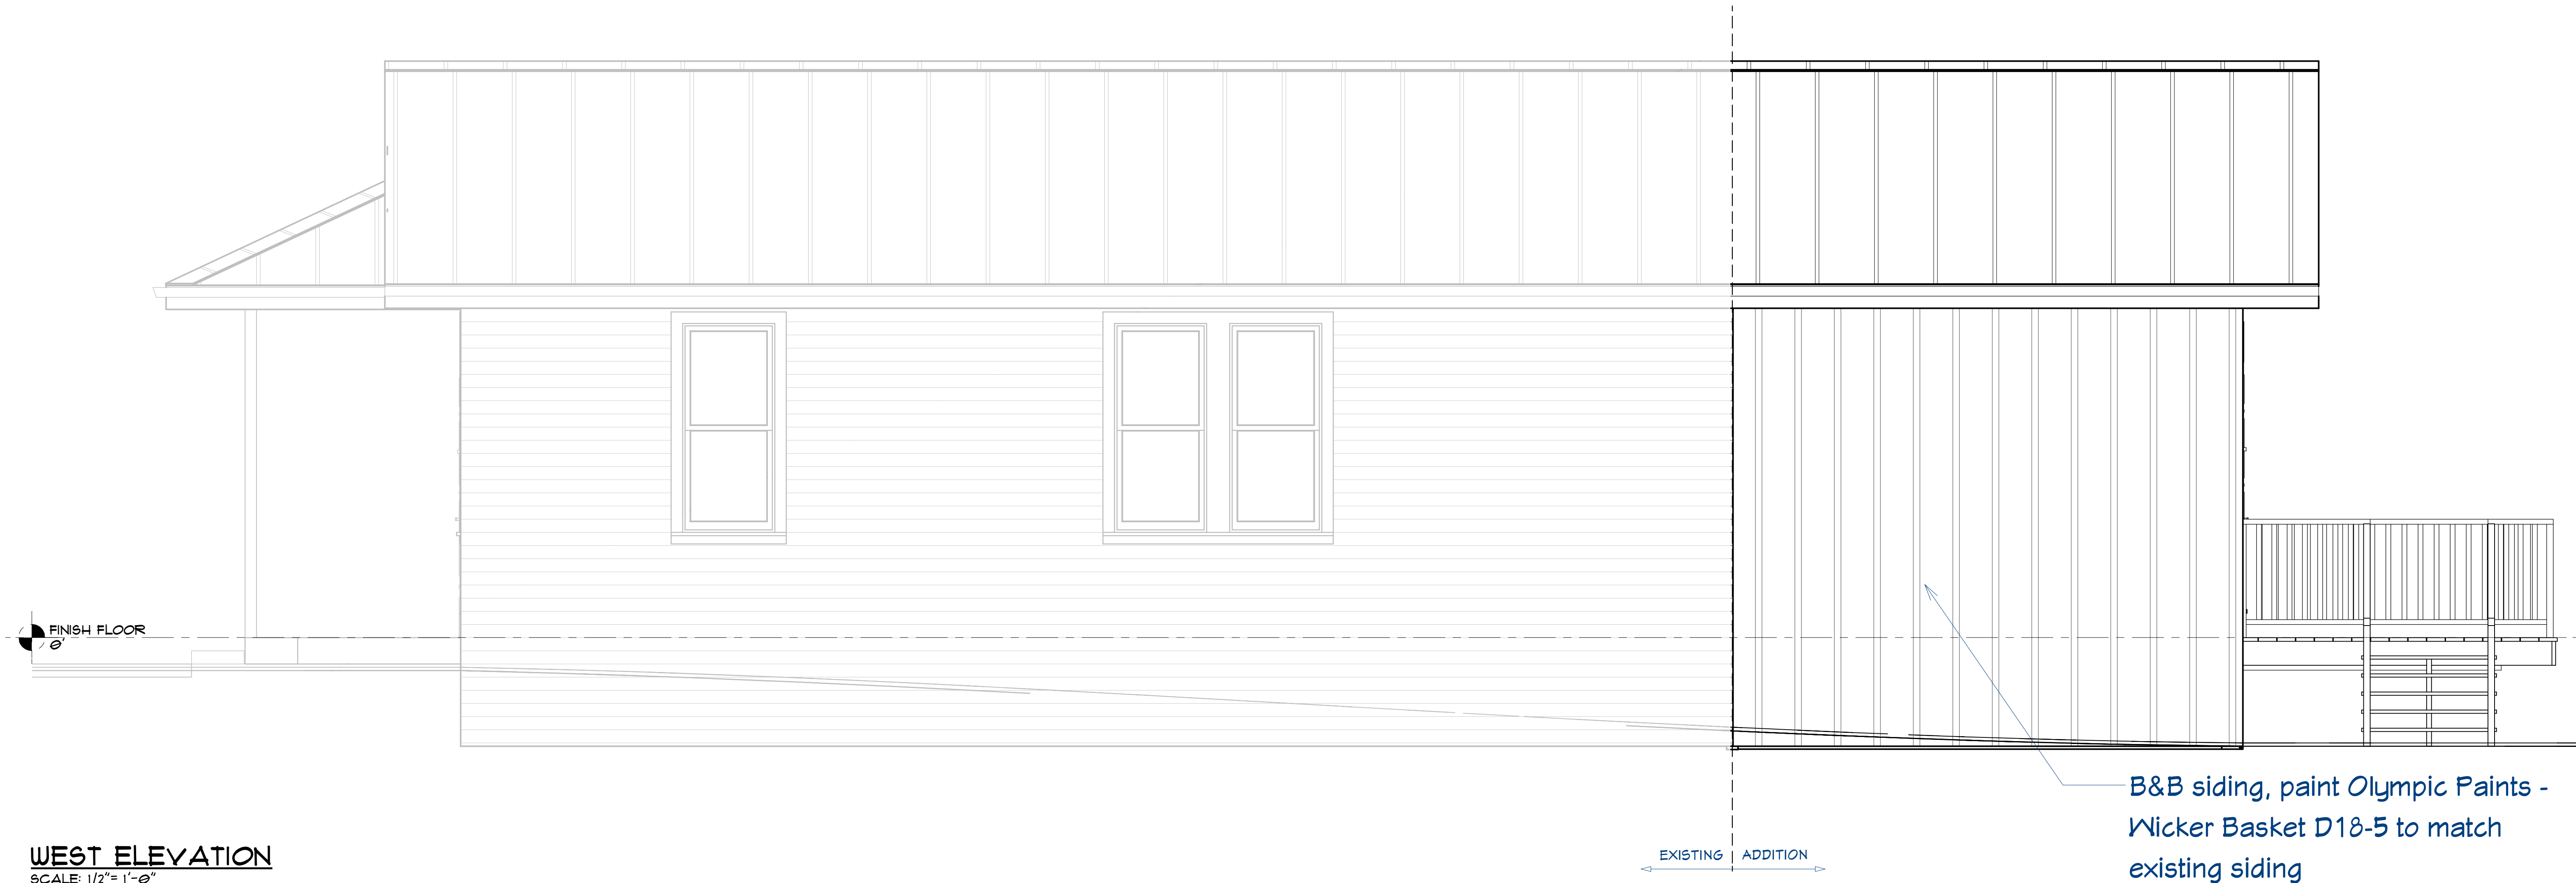 FINISH FLOOR
0'
B&B siding, paint Olympic Paints -
Wicker Basket D18-5 to match
existing siding
EXISTING ADDITION
WEST ELEVATION
SCALE: 1/2"= 1'-0"